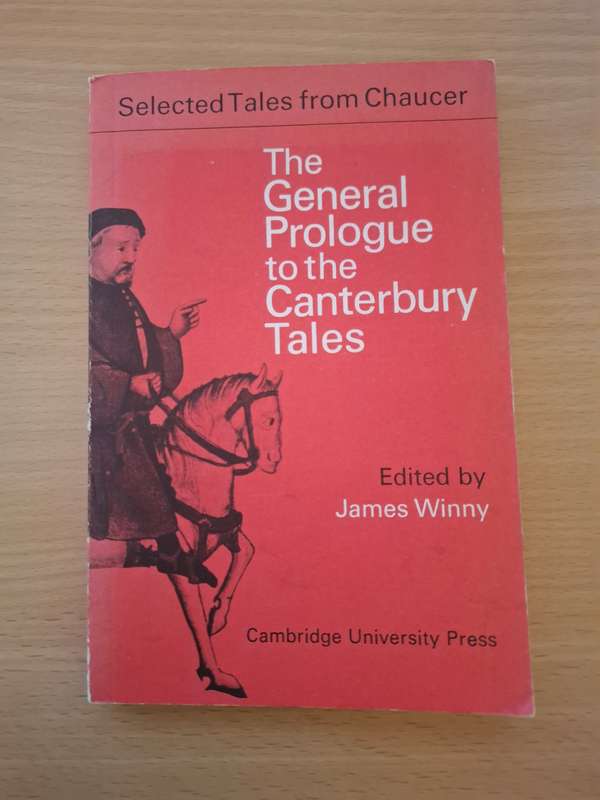 Selected Tales from Chaucer
The
General
Prologue
to the
Canterbury
Tales
Edited by
James Winny
Cambridge University Press